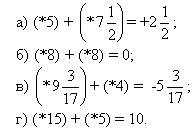 а) (*5) + (*7 1/2) = +2 1/2 ;
б) (*8) + (*8) = 0;
в) (*9 3/17) + (*4) = -5 3/17 ;
г) (*15) + (*5) = 10.